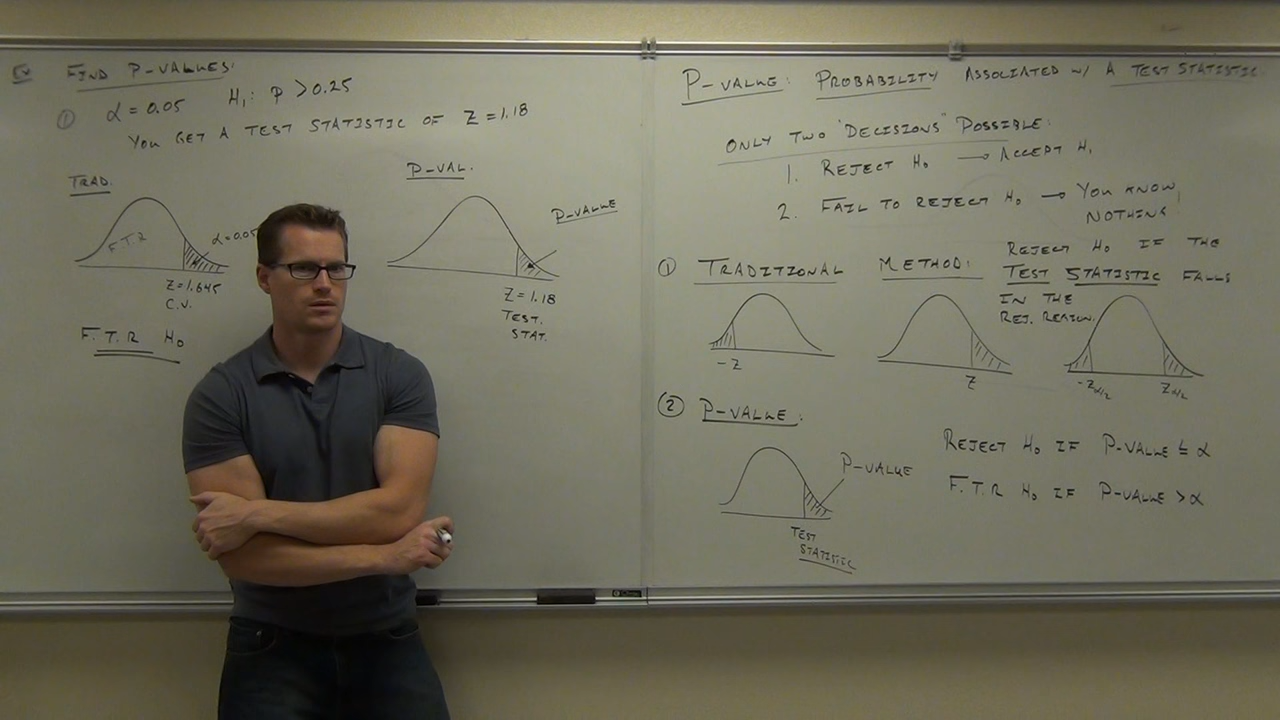 Ex FIND P-VALUES:
① α = 0.05 H₁: P > 0.25
YOU GET A TEST STATISTIC OF Z = 1.18
TRAD.
F.T.R
α = 0.05
Z = 1.645
C.V.
F.T.R H₀
P-VAL.
P-VALUE
Z = 1.18
TEST.
STAT.
P-VALUE: PROBABILITY ASSOCIATED W/ A TEST STATISTIC.
ONLY TWO "DECISIONS" POSSIBLE:
1. REJECT H₀ → ACCEPT H₁
2. FAIL TO REJECT H₀ → YOU KNOW
NOTHING!
① TRADITIONAL METHOD:
REJECT H₀ IF THE
TEST STATISTIC FALLS
IN THE
REJ. REGION.
-Z
Z
-Zα/2
Zα/2
② P-VALUE:
P-VALUE
TEST
STATISTIC
REJECT H₀ IF P-VALUE ≤ α
F.T.R H₀ IF P-VALUE > α